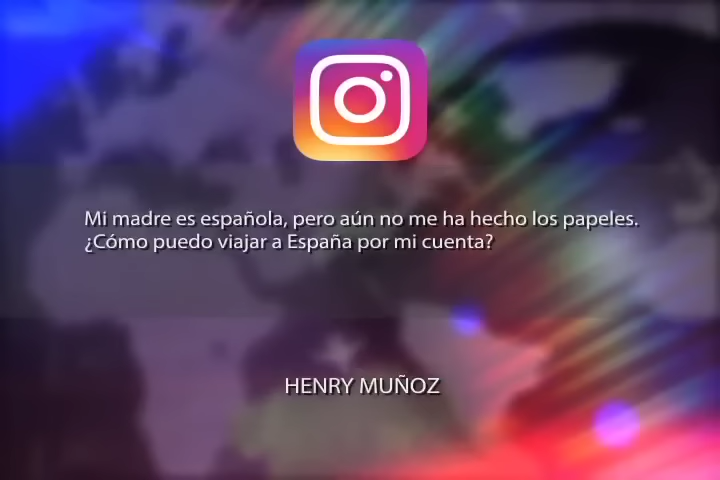 Mi madre es española, pero aún no me ha hecho los papeles.
¿Cómo puedo viajar a España por mi cuenta?
HENRY MUÑOZ